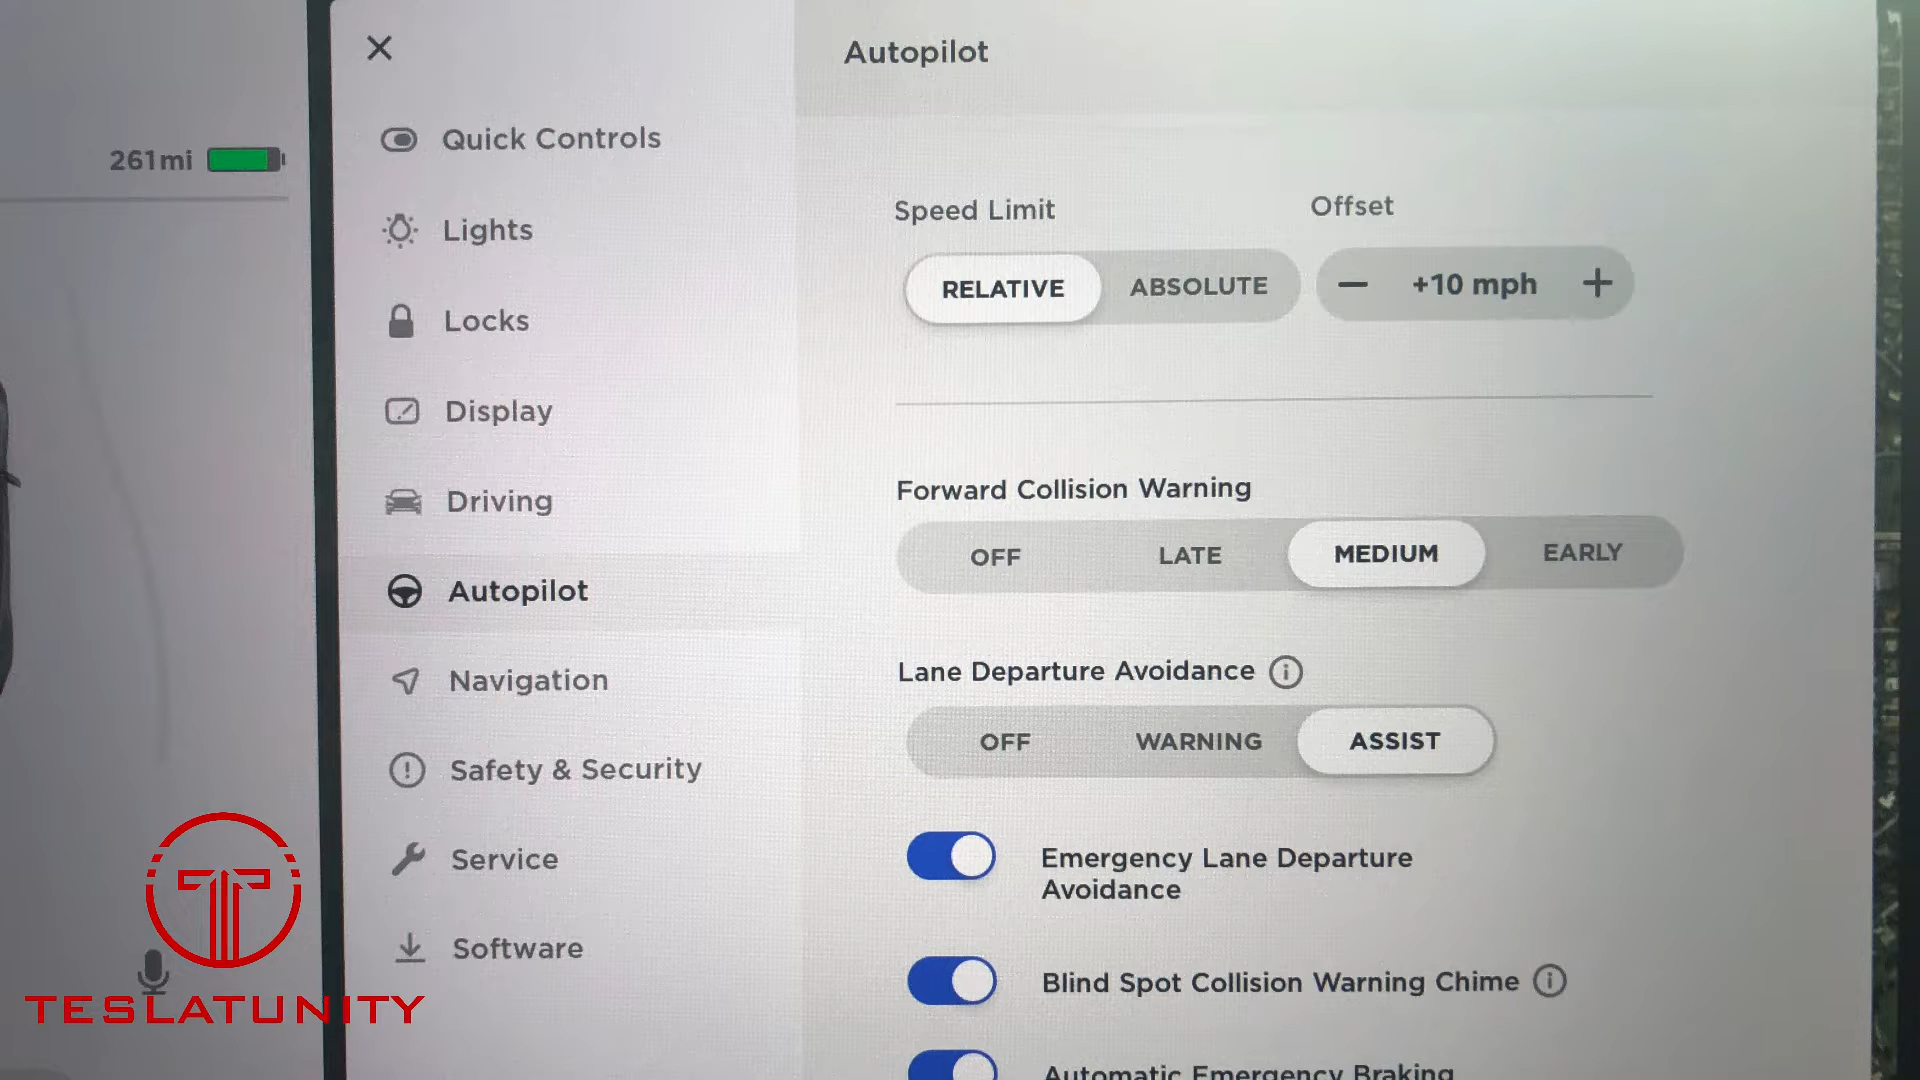 261mi
Quick Controls
Lights
Locks
Display
Driving
Autopilot
Navigation
Safety & Security
Service
Software
Autopilot
Speed Limit
Offset
RELATIVE
ABSOLUTE
+10 mph
Forward Collision Warning
OFF
LATE
MEDIUM
EARLY
Lane Departure Avoidance
OFF
WARNING
ASSIST
Emergency Lane Departure
Avoidance
Blind Spot Collision Warning Chime
Automatic Emergency Braking
TESLATUNITY